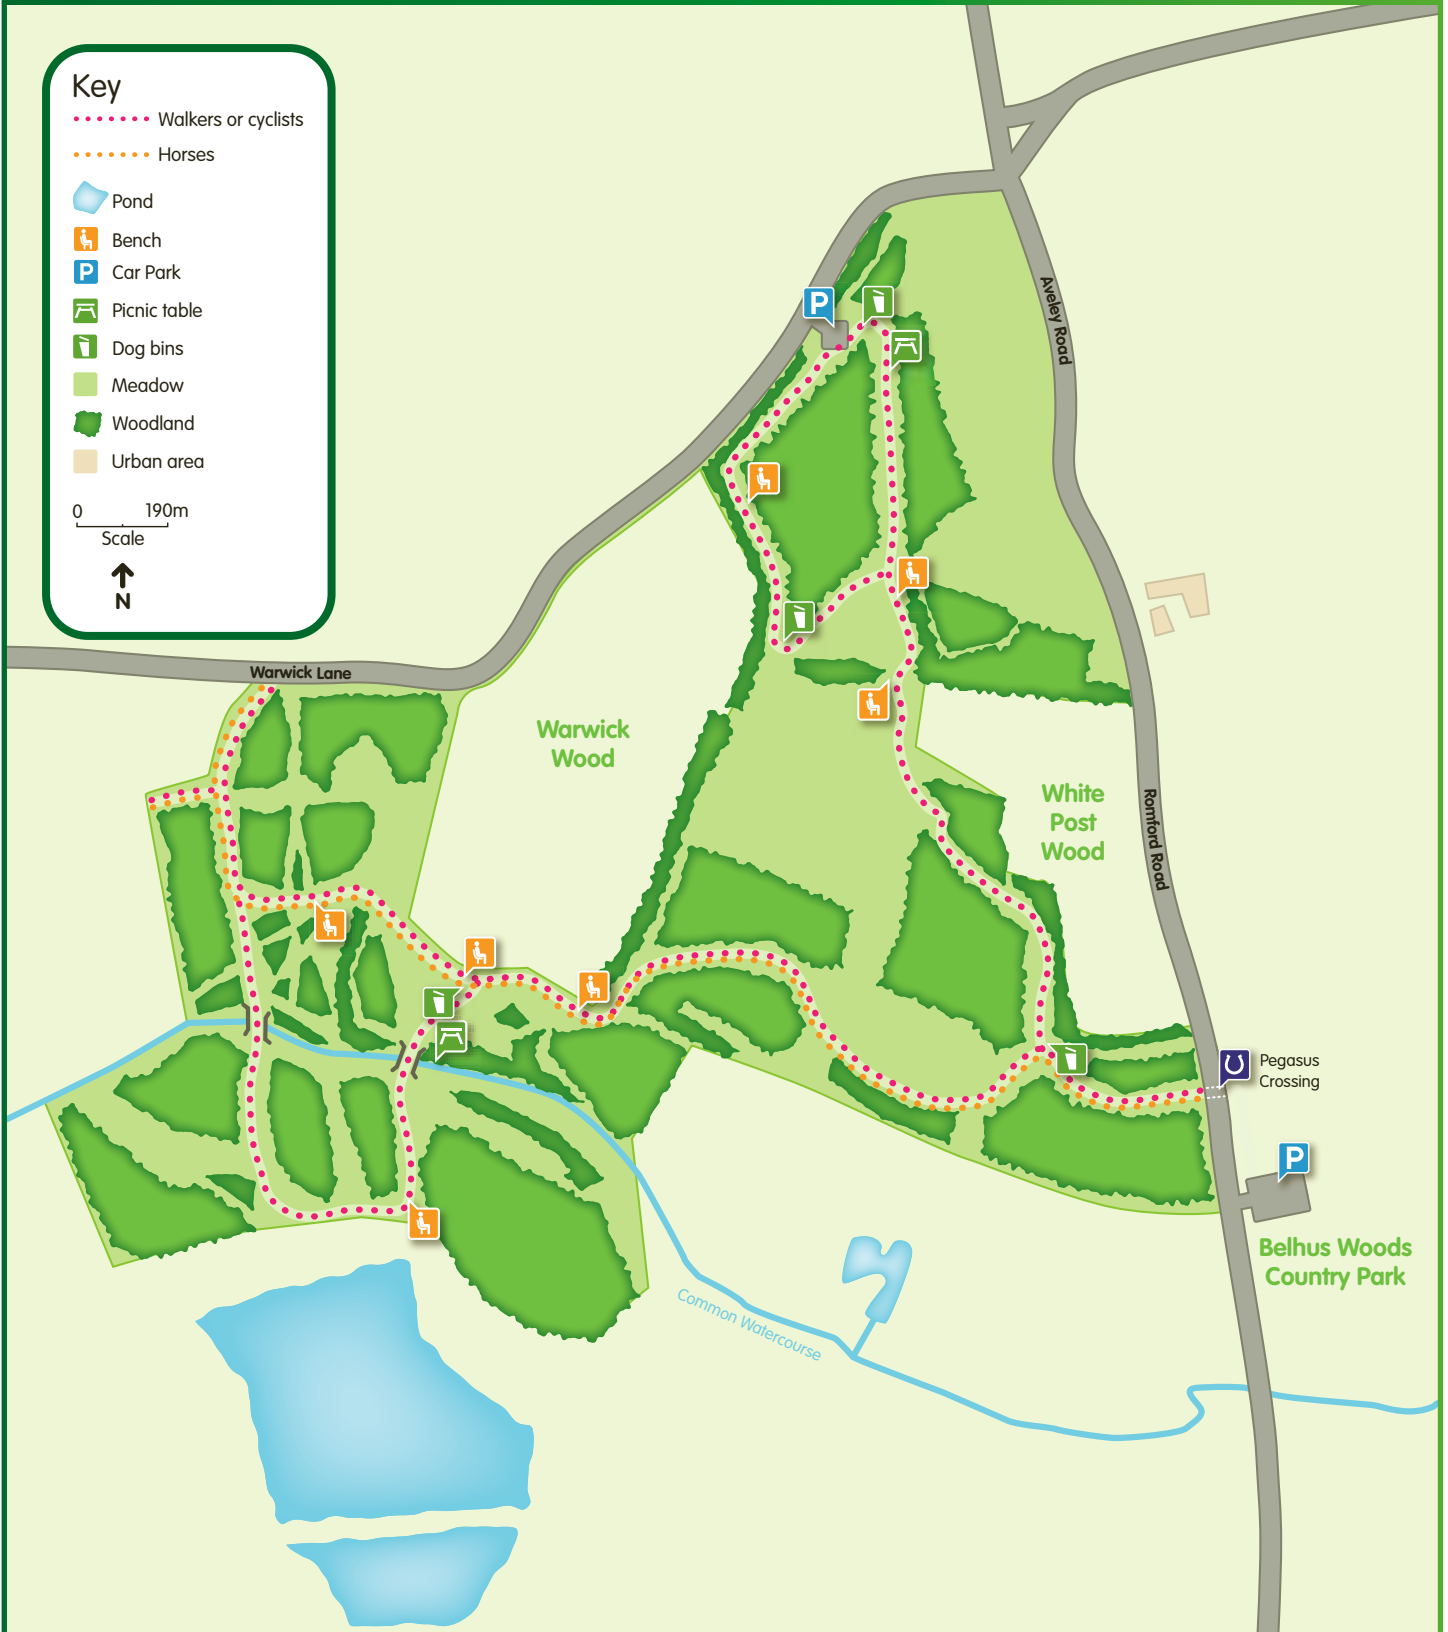 Key
Walkers or cyclists
Horses
Pond
Bench
P Car Park
Picnic table
Dog bins
Meadow
Woodland
Urban area
0 190m
Scale
N
P
Aveley Road
Warwick Lane
Warwick
Wood
White
Post
Wood
Romford Road
Pegasus
Crossing
P
Belhus Woods
Country Park
Common Watercourse